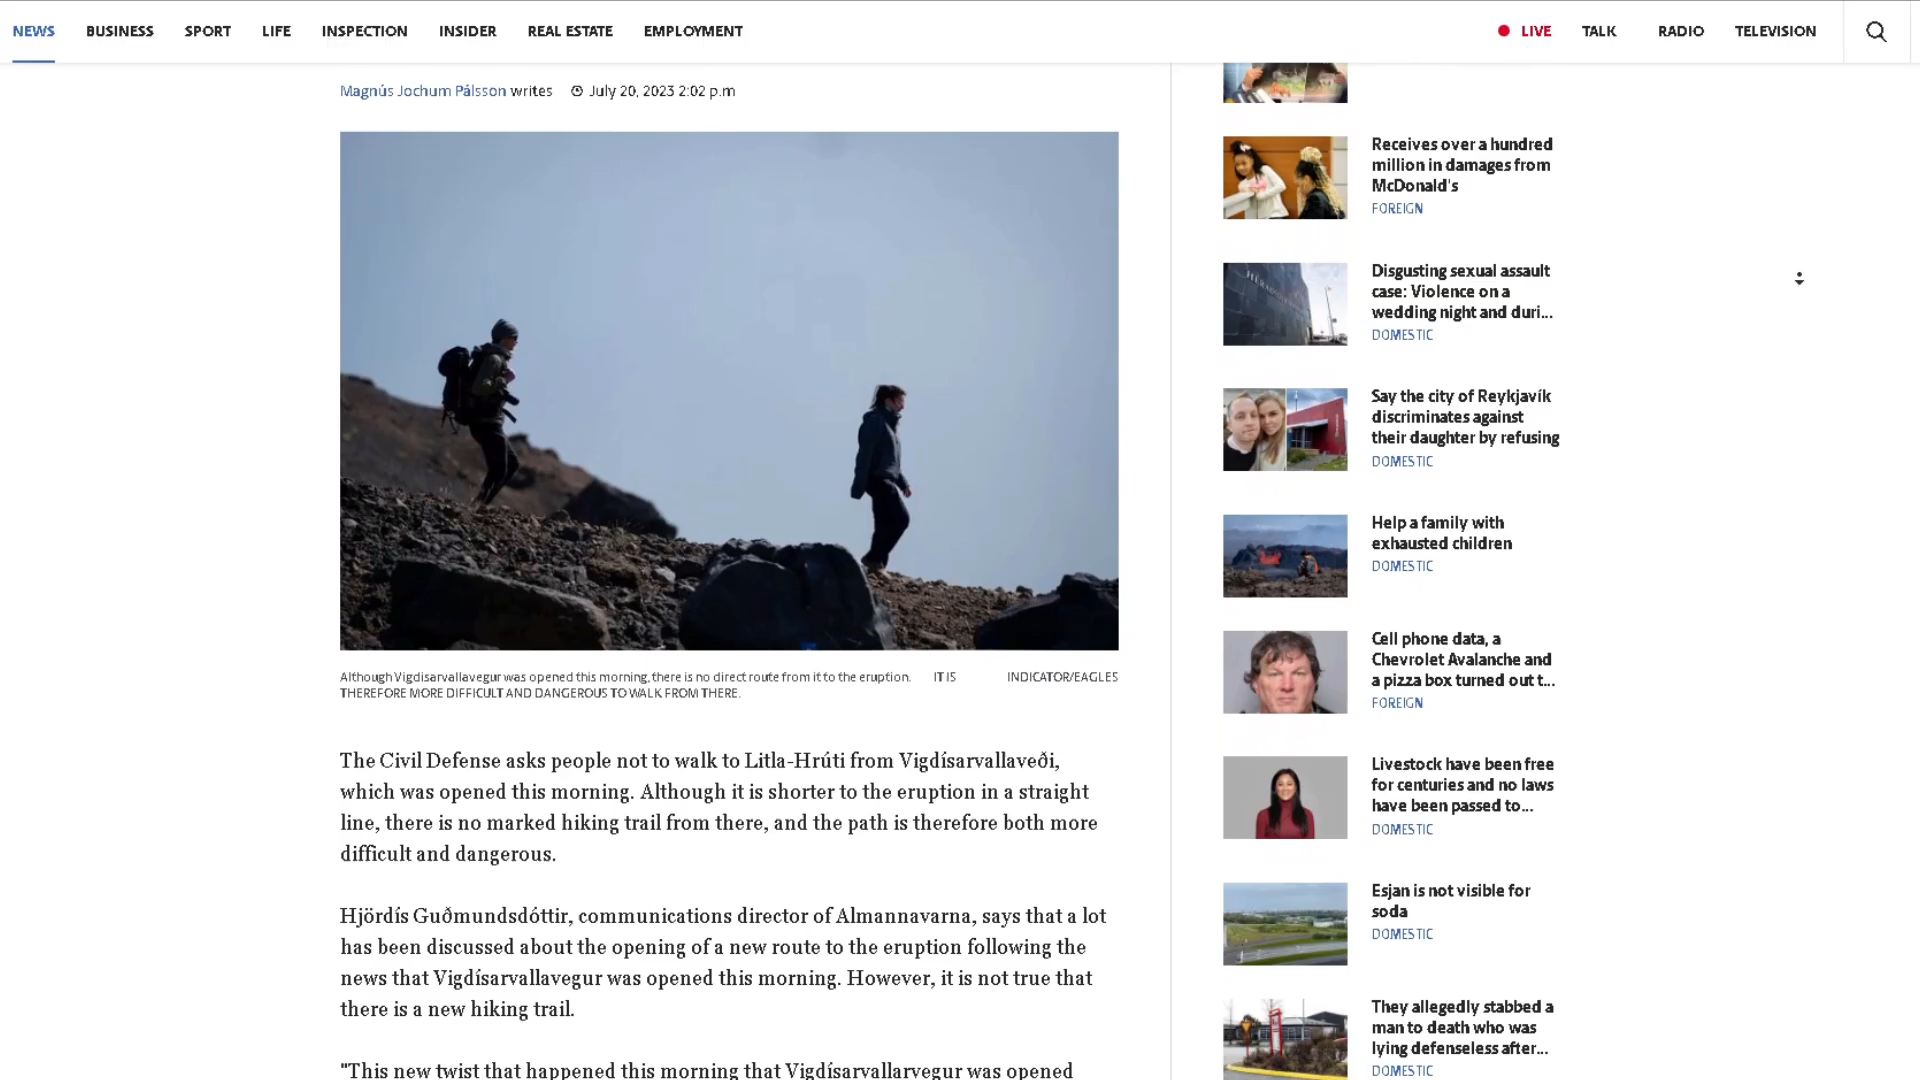 NEWS BUSINESS SPORT LIFE INSPECTION INSIDER REAL ESTATE EMPLOYMENT LIVE TALK RADIO TELEVISION
Magnús Jochum Pálsson writes July 20, 2023 2:02 p.m
Although Vigdisarvallavegur was opened this morning, there is no direct route from it to the eruption. IT IS
THEREFORE MORE DIFFICULT AND DANGEROUS TO WALK FROM THERE.
INDICATOR/EAGLES
The Civil Defense asks people not to walk to Litla-Hrúti from Vigdísarvallaveði,
which was opened this morning. Although it is shorter to the eruption in a straight
line, there is no marked hiking trail from there, and the path is therefore both more
difficult and dangerous.
Hjördís Guðmundsdóttir, communications director of Almannavarna, says that a lot
has been discussed about the opening of a new route to the eruption following the
news that Vigdísarvallavegur was opened this morning. However, it is not true that
there is a new hiking trail.
"This new twist that happened this morning that Vigdísarvallarvegur was opened
Receives over a hundred
million in damages from
McDonald's
FOREIGN
Disgusting sexual assault
case: Violence on a
wedding night and duri...
DOMESTIC
Say the city of Reykjavík
discriminates against
their daughter by refusing
DOMESTIC
Help a family with
exhausted children
DOMESTIC
Cell phone data, a
Chevrolet Avalanche and
a pizza box turned out t...
FOREIGN
Livestock have been free
for centuries and no laws
have been passed to...
DOMESTIC
Esjan is not visible for
soda
DOMESTIC
They allegedly stabbed a
man to death who was
lying defenseless after...
DOMESTIC